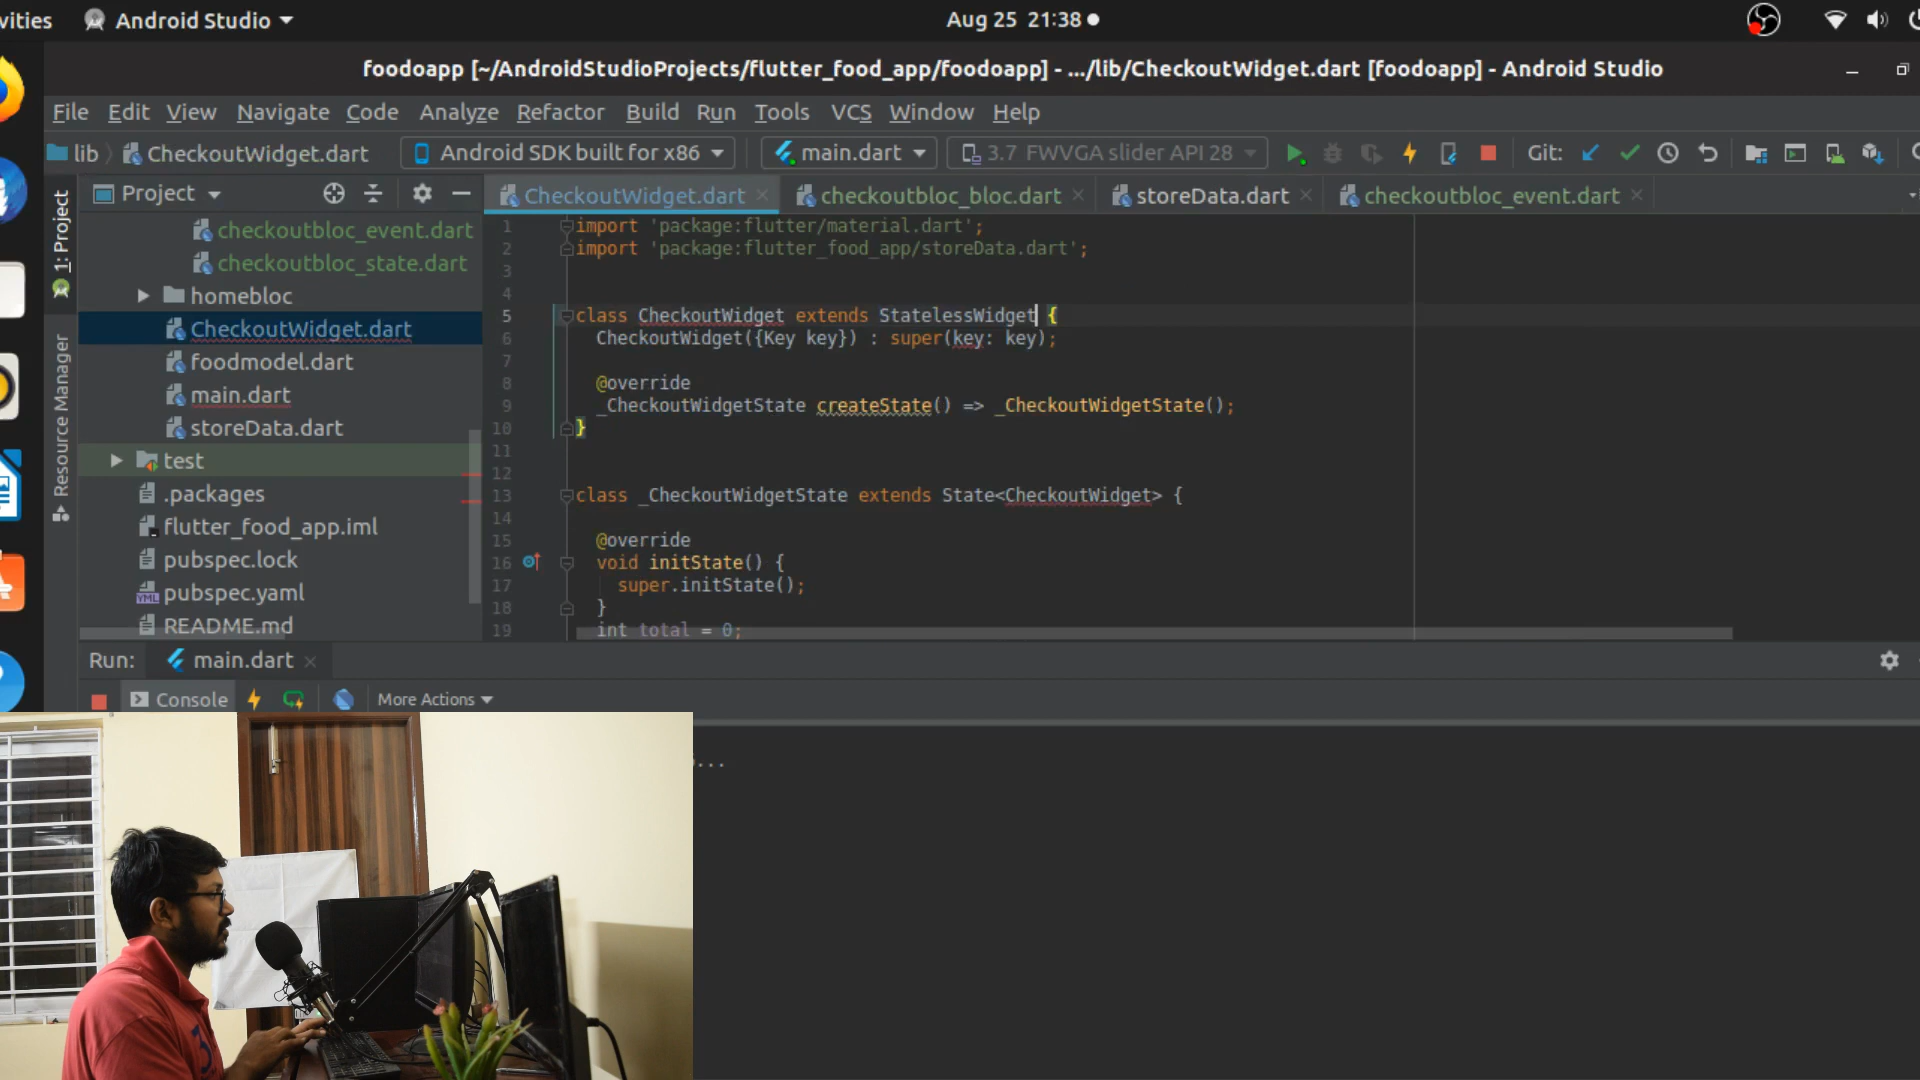 vities
Android Studio
Aug 25 21:38
foodoapp [~/AndroidStudioProjects/flutter_food_app/foodoapp] - .../lib/CheckoutWidget.dart [foodoapp] - Android Studio
File Edit View Navigate Code Analyze Refactor Build Run Tools VCS Window Help
lib CheckoutWidget.dart Android SDK built for x86 main.dart 3.7 FWVGA slider API 28 Git:
Project
CheckoutWidget.dart checkoutbloc_bloc.dart storeData.dart checkoutbloc_event.dart
1: Project
Resource Manager
checkoutbloc_event.dart
checkoutbloc_state.dart
homebloc
CheckoutWidget.dart
foodmodel.dart
main.dart
storeData.dart
test
.packages
flutter_food_app.iml
pubspec.lock
pubspec.yaml
README.md
1 import 'package:flutter/material.dart';
2 import 'package:flutter_food_app/storeData.dart';
3
4
5 class CheckoutWidget extends StatelessWidget {
6 CheckoutWidget({Key key}) : super(key: key);
7
8 @override
9 _CheckoutWidgetState createState() => _CheckoutWidgetState();
10 }
11
12
13 class _CheckoutWidgetState extends State<CheckoutWidget> {
14
15 @override
16 void initState() {
17 super.initState();
18 }
19 int total = 0;
Run: main.dart
Console More Actions
...